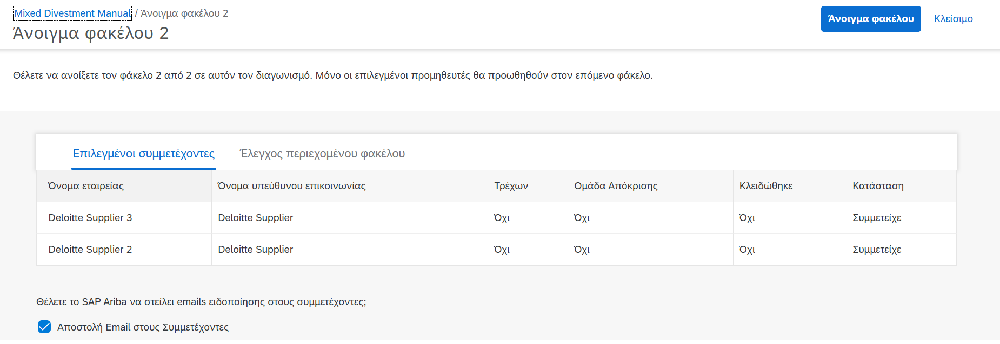 Mixed Divestment Manual / Άνοιγμα φακέλου 2
Άνοιγμα φακέλου 2
Άνοιγμα φακέλου Κλείσιμο
Θέλετε να ανοίξετε τον φάκελο 2 από 2 σε αυτόν τον διαγωνισμό. Μόνο οι επιλεγμένοι προμηθευτές θα προωθηθούν στον επόμενο φάκελο.
Επιλεγμένοι συμμετέχοντες Έλεγχος περιεχομένου φακέλου
Όνομα εταιρείας Όνομα υπεύθυνου επικοινωνίας Τρέχων Ομάδα Απόκρισης Κλειδώθηκε Κατάσταση
Deloitte Supplier 3 Deloitte Supplier Όχι Όχι Όχι Συμμετείχε
Deloitte Supplier 2 Deloitte Supplier Όχι Όχι Όχι Συμμετείχε
Θέλετε το SAP Ariba να στείλει emails ειδοποίησης στους συμμετέχοντες;
Αποστολή Email στους Συμμετέχοντες